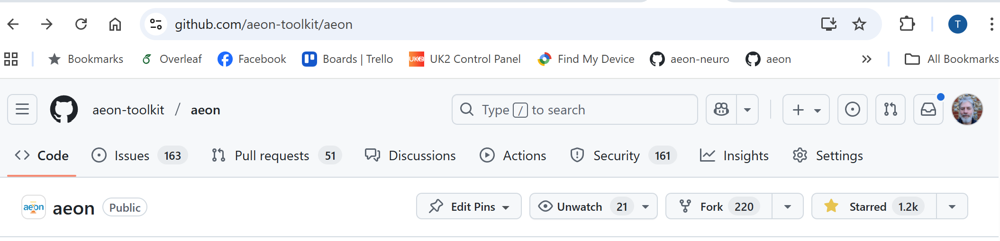 github.com/aeon-toolkit/aeon
T
Bookmarks Overleaf Facebook Boards | Trello UK2 UK2 Control Panel Find My Device aeon-neuro aeon All Bookmarks
aeon-toolkit / aeon Type / to search
Code Issues 163 Pull requests 51 Discussions Actions Security 161 Insights Settings
aeon aeon Public Edit Pins Unwatch 21 Fork 220 Starred 1.2k